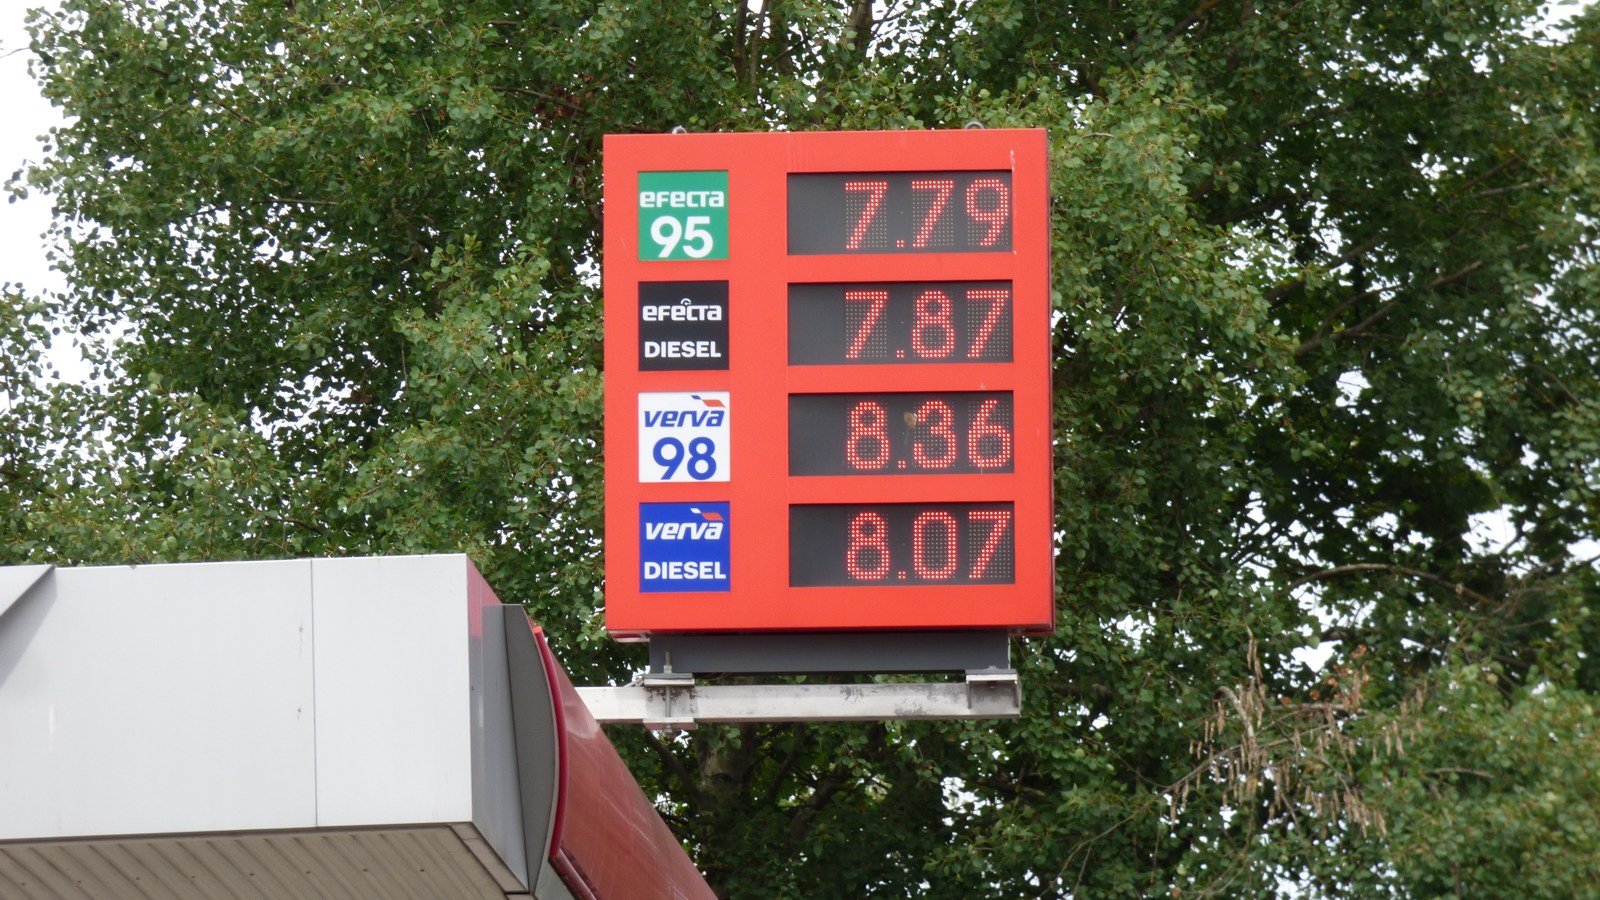 efecta
95
7.79
efecta
DIESEL
7.87
verva
98
8.36
verva
DIESEL
8.07